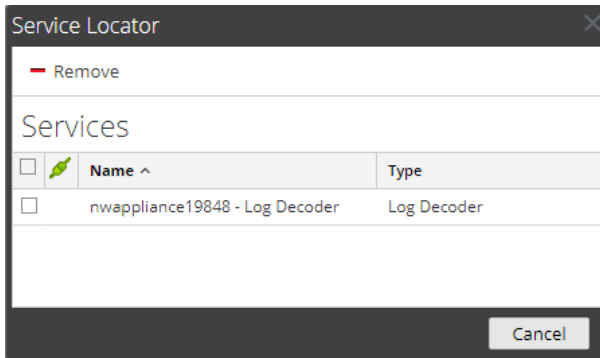 Service Locator
Remove
Services
Name Type
nwappliance19848 - Log Decoder Log Decoder
Cancel